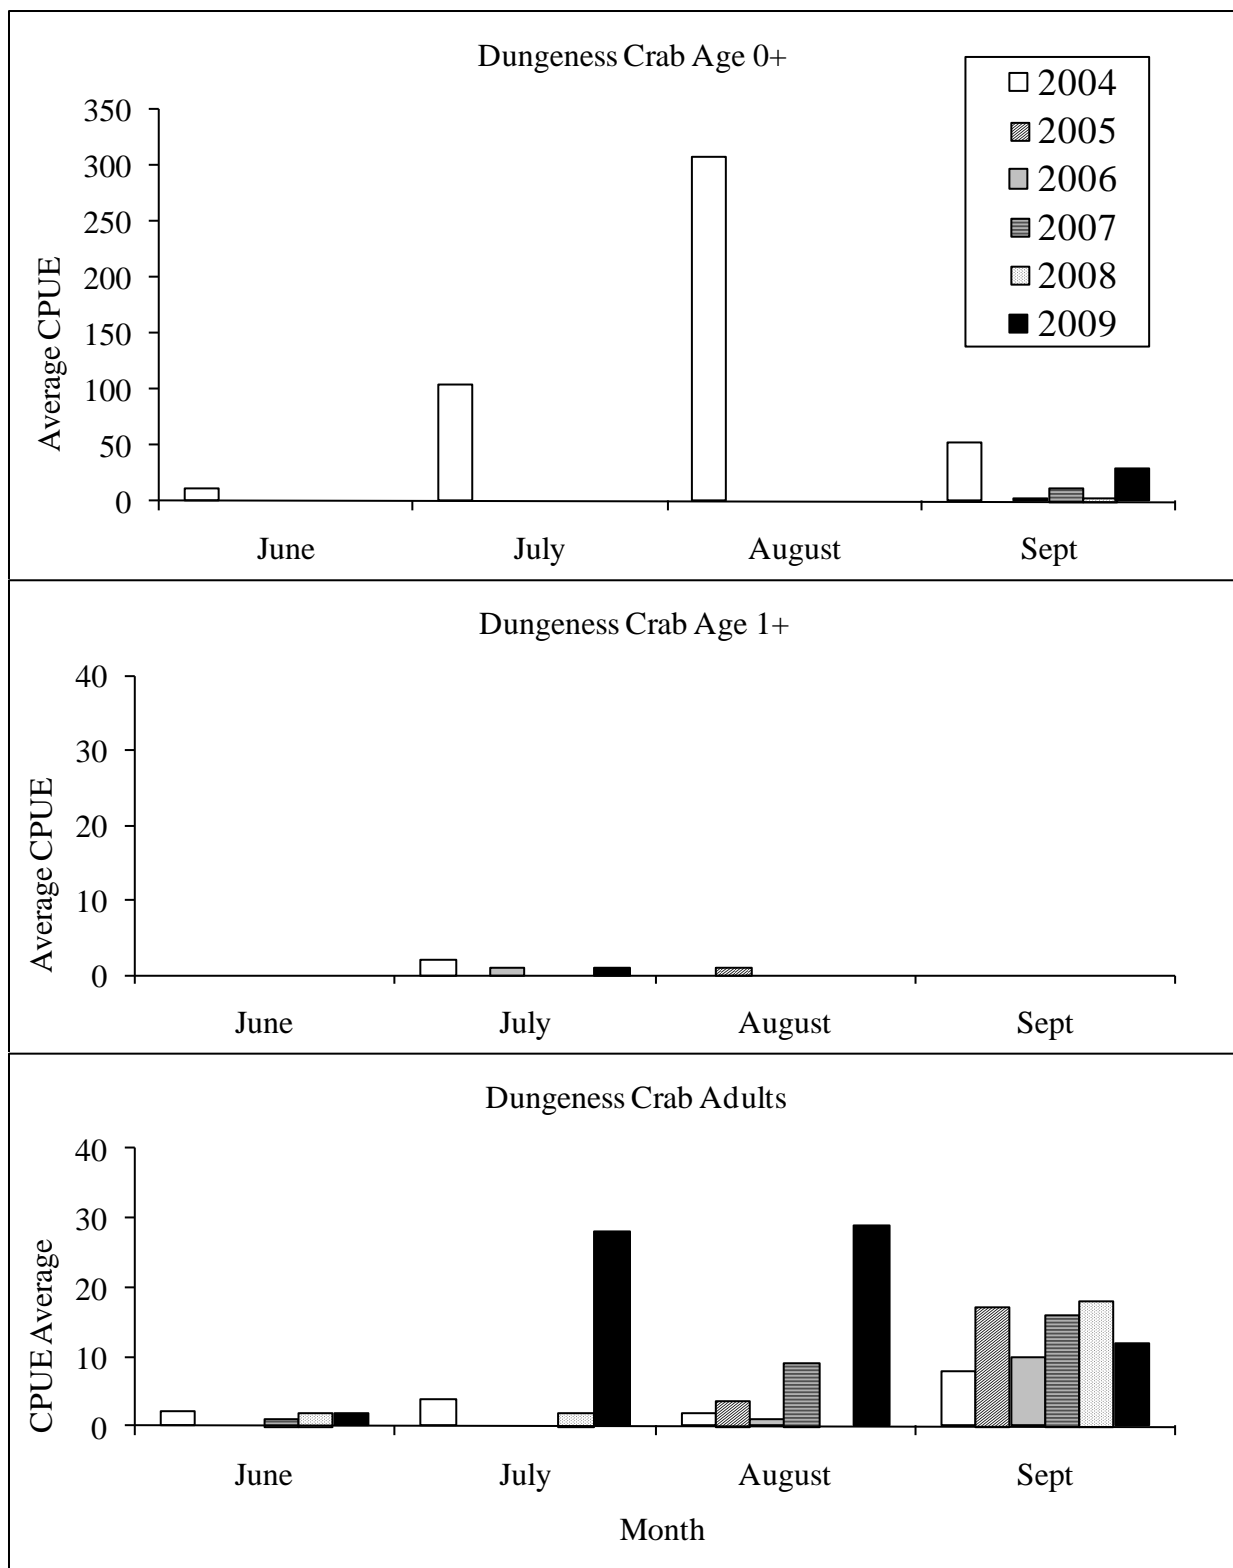 Dungeness Crab Age 0+
2004
2005
2006
2007
2008
2009
350
300
250
200
150
100
50
0
Average CPUE
June July August Sept
Dungeness Crab Age 1+
40
30
20
10
0
Average CPUE
June July August Sept
Dungeness Crab Adults
40
30
20
10
0
CPUE Average
June July August Sept
Month